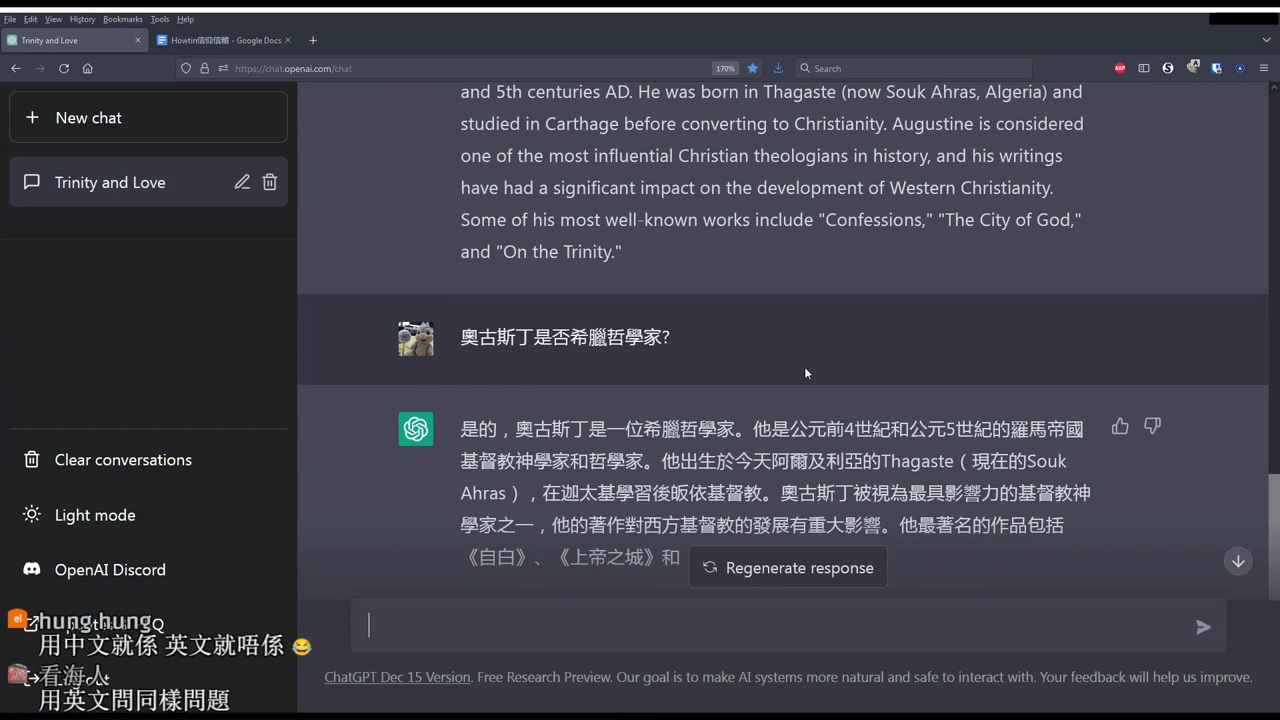 File Edit View History Bookmarks Tools Help
Trinity and Love
Howtin信仰信賴 - Google Docs
https://chat.openai.com/chat
170%
Search
New chat
Trinity and Love
Clear conversations
Light mode
OpenAI Discord
and 5th centuries AD. He was born in Thagaste (now Souk Ahras, Algeria) and
studied in Carthage before converting to Christianity. Augustine is considered
one of the most influential Christian theologians in history, and his writings
have had a significant impact on the development of Western Christianity.
Some of his most well-known works include "Confessions," "The City of God,"
and "On the Trinity."
奧古斯丁是否希臘哲學家?
是的，奧古斯丁是一位希臘哲學家。他是公元前4世紀和公元5世紀的羅馬帝國
基督教神學家和哲學家。他出生於今天阿爾及利亞的Thagaste（現在的Souk
Ahras），在迦太基學習後皈依基督教。奧古斯丁被視為最具影響力的基督教神
學家之一，他的著作對西方基督教的發展有重大影響。他最著名的作品包括
《自白》、《上帝之城》和
Regenerate response
ChatGPT Dec 15 Version. Free Research Preview. Our goal is to make AI systems more natural and safe to interact with. Your feedback will help us improve.
hung hung
用中文就係 英文就唔係 😂
看海人
用英文問同樣問題